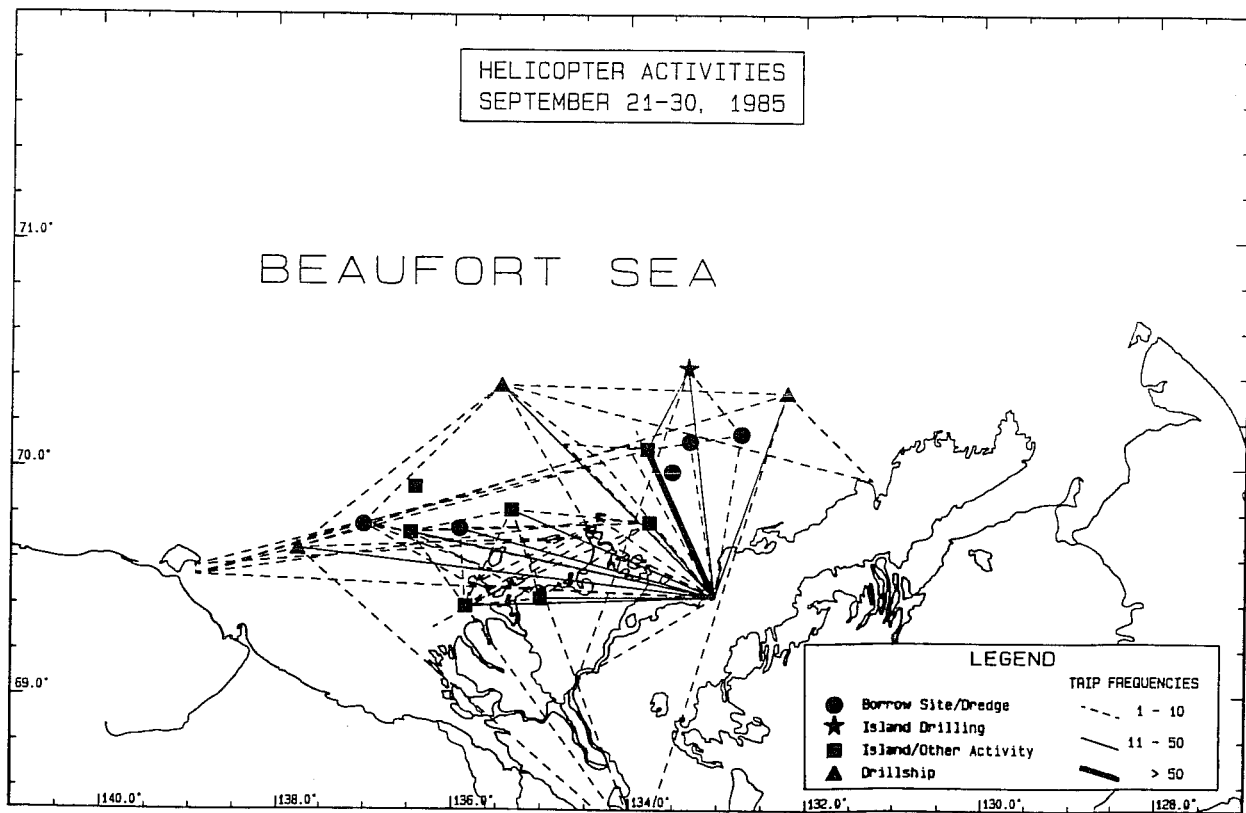 HELICOPTER ACTIVITIES
SEPTEMBER 21-30, 1985
71.0°
BEAUFORT SEA
70.0°
69.0°
LEGEND
TRIP FREQUENCIES
Borrow Site/Dredge
1 - 10
Island Drilling
11 - 50
Island/Other Activity
> 50
Drillship
140.0°
138.0°
136.0°
134.0°
132.0°
130.0°
128.0°